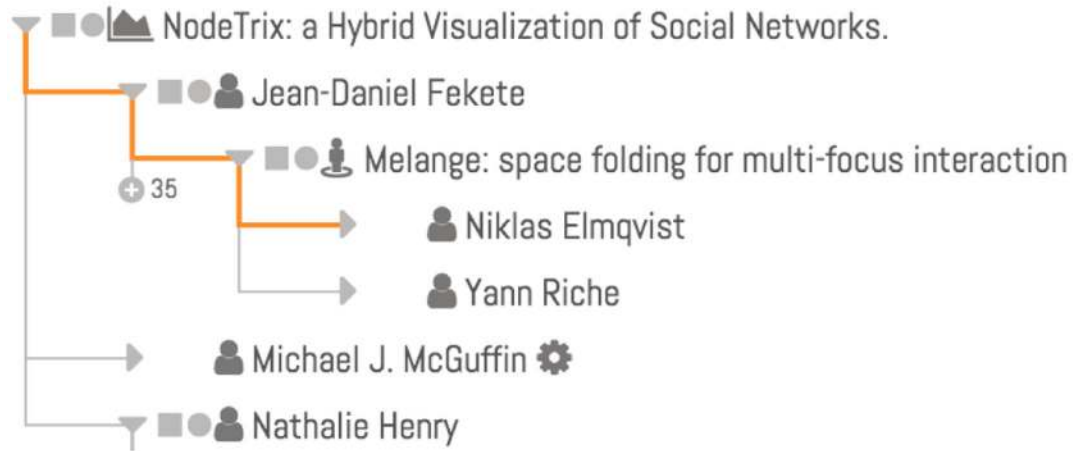 NodeTrix: a Hybrid Visualization of Social Networks.
Jean-Daniel Fekete
Melange: space folding for multi-focus interaction
35
Niklas Elmqvist
Yann Riche
Michael J. McGuffin
Nathalie Henry